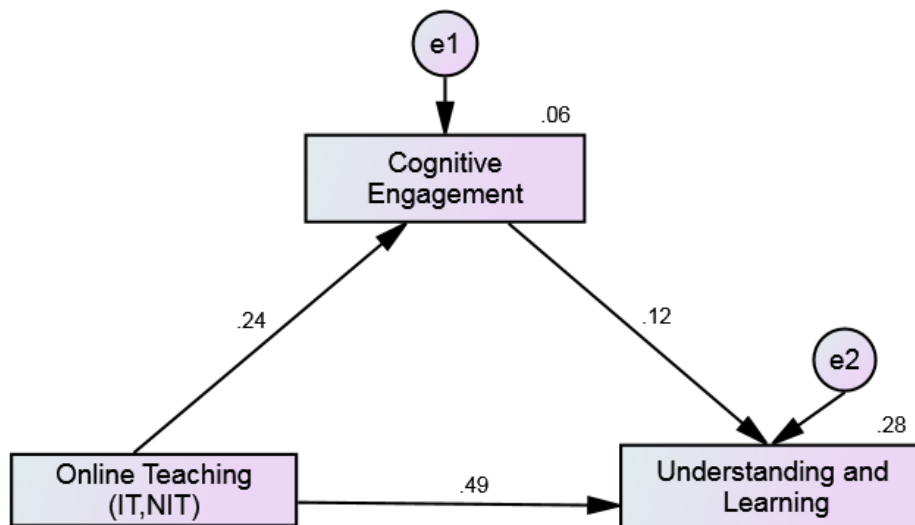 e1
.06
Cognitive
Engagement
.24
.12
e2
.28
Online Teaching
(IT,NIT)
.49
Understanding and
Learning